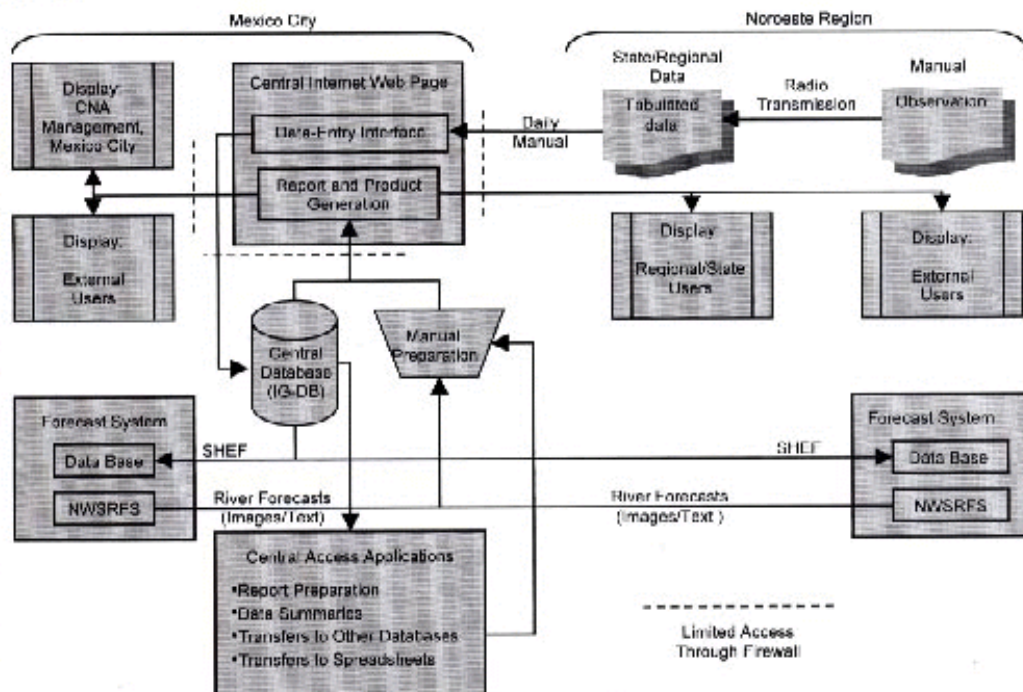 Mexico City
Noroeste Region
Display:
CNA
Management,
Mexico City
Central Internet Web Page
Data-Entry Interface
Report and Product
Generation
Daily
Manual
State/Regional
Data
Tabulated
data
Radio
Transmission
Manual
Observation
Display:
External
Users
Display
Regional/State
Users
Display:
External
Users
Central
Database
(IG-DB)
Manual
Preparation
Forecast System
Data Base
NWSRFS
SHEF
SHEF
Forecast System
Data Base
NWSRFS
River Forecasts
(Images/Text)
River Forecasts
(Images/Text )
Central Access Applications
•Report Preparation
•Data Summaries
•Transfers to Other Databases
•Transfers to Spreadsheets
Limited Access
Through Firewall